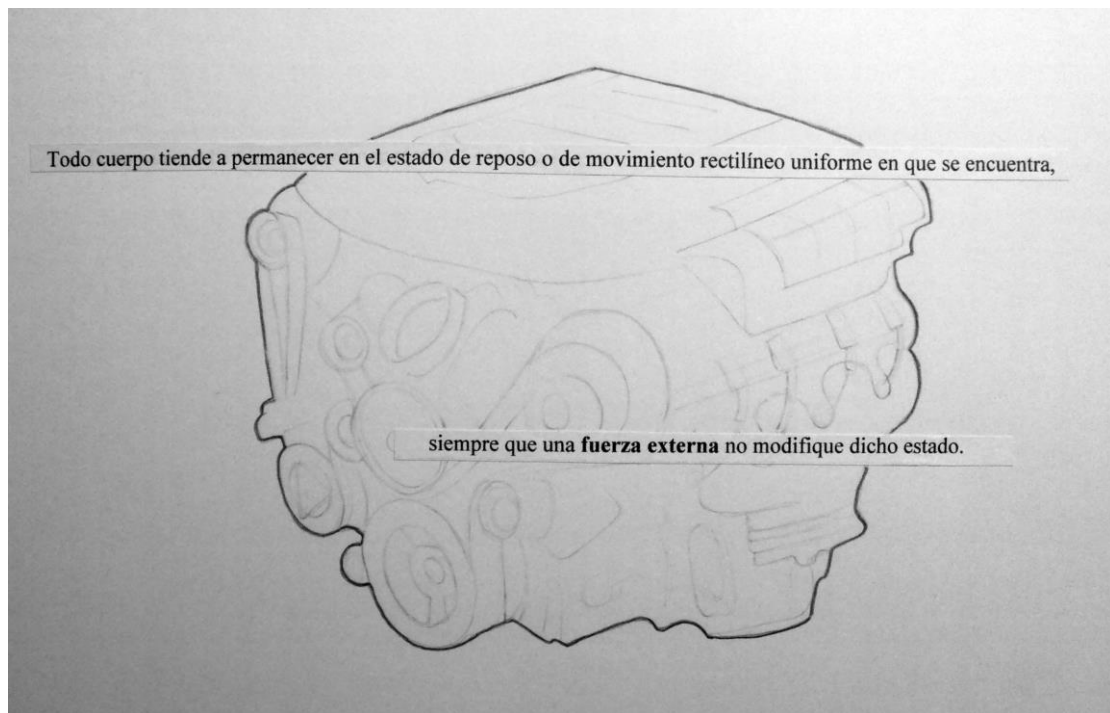 Todo cuerpo tiende a permanecer en el estado de reposo o de movimiento rectilíneo uniforme en que se encuentra,
siempre que una fuerza externa no modifique dicho estado.